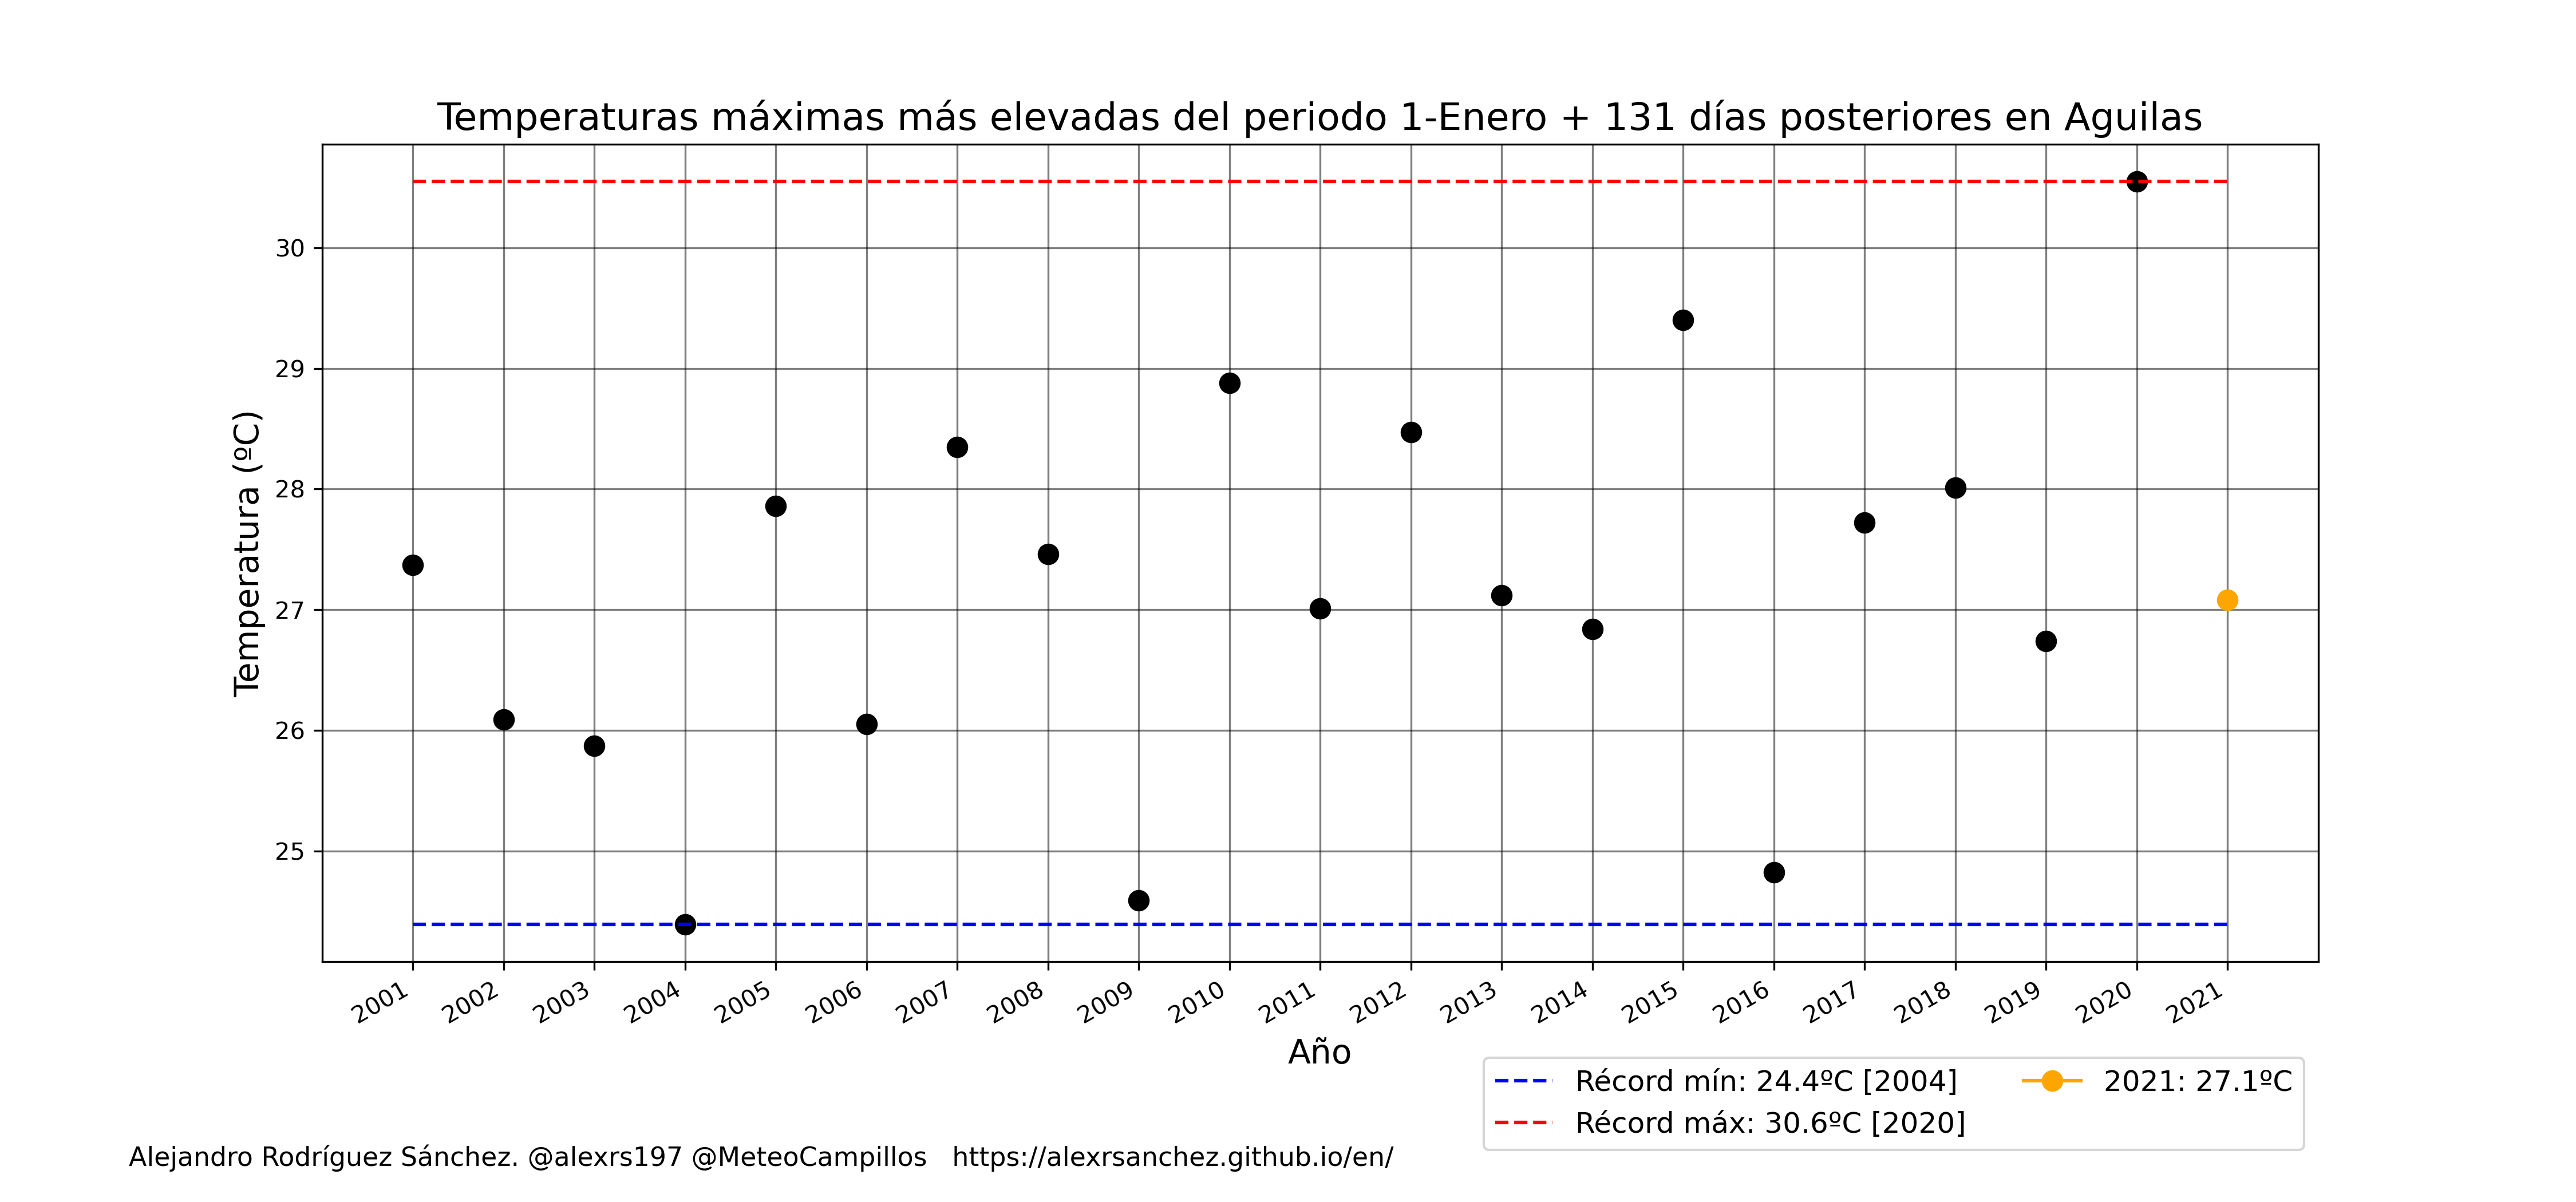 Temperaturas máximas más elevadas del periodo 1-Enero + 131 días posteriores en Aguilas
Temperatura (ºC)
30
29
28
27
26
25
2001 2002 2003 2004 2005 2006 2007 2008 2009 2010 2011 2012 2013 2014 2015 2016 2017 2018 2019 2020 2021
Año
Récord mín: 24.4ºC [2004]
Récord máx: 30.6ºC [2020]
2021: 27.1ºC
Alejandro Rodríguez Sánchez. @alexrs197 @MeteoCampillos https://alexrsanchez.github.io/en/